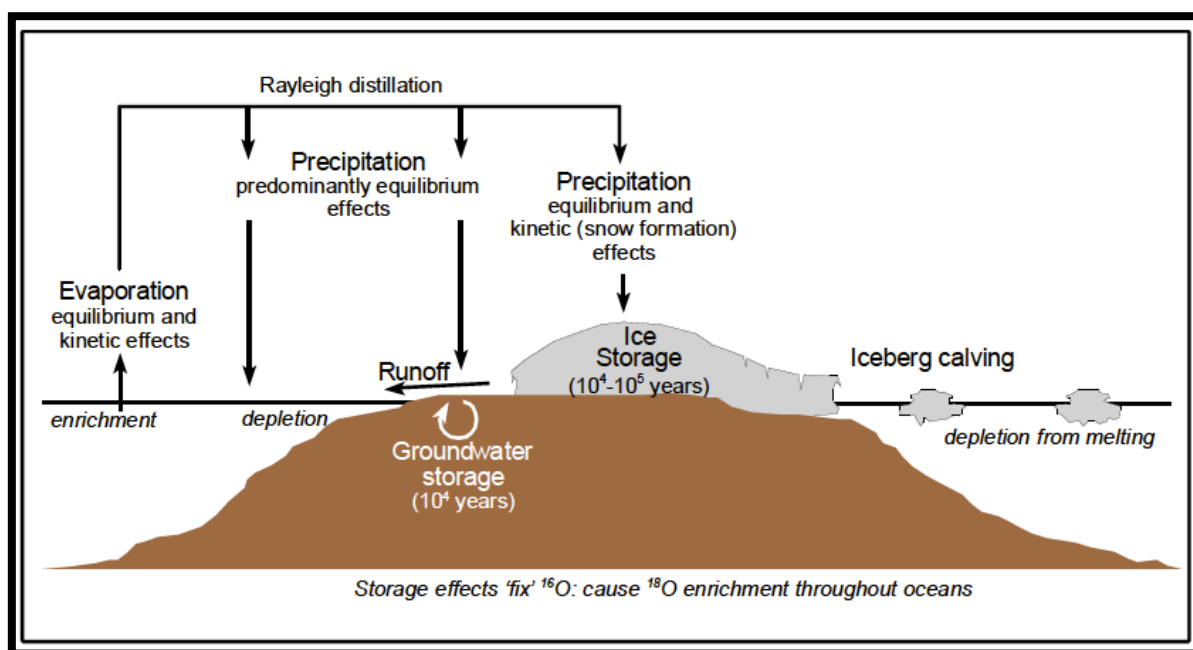 Rayleigh distillation
Precipitation
predominantly equilibrium
effects
Precipitation
equilibrium and
kinetic (snow formation)
effects
Evaporation
equilibrium and
kinetic effects
Runoff
Ice
Storage
(10⁴-10⁵ years)
Iceberg calving
enrichment
depletion
depletion from melting
Groundwater
storage
(10⁴ years)
Storage effects 'fix' ¹⁶O: cause ¹⁸O enrichment throughout oceans